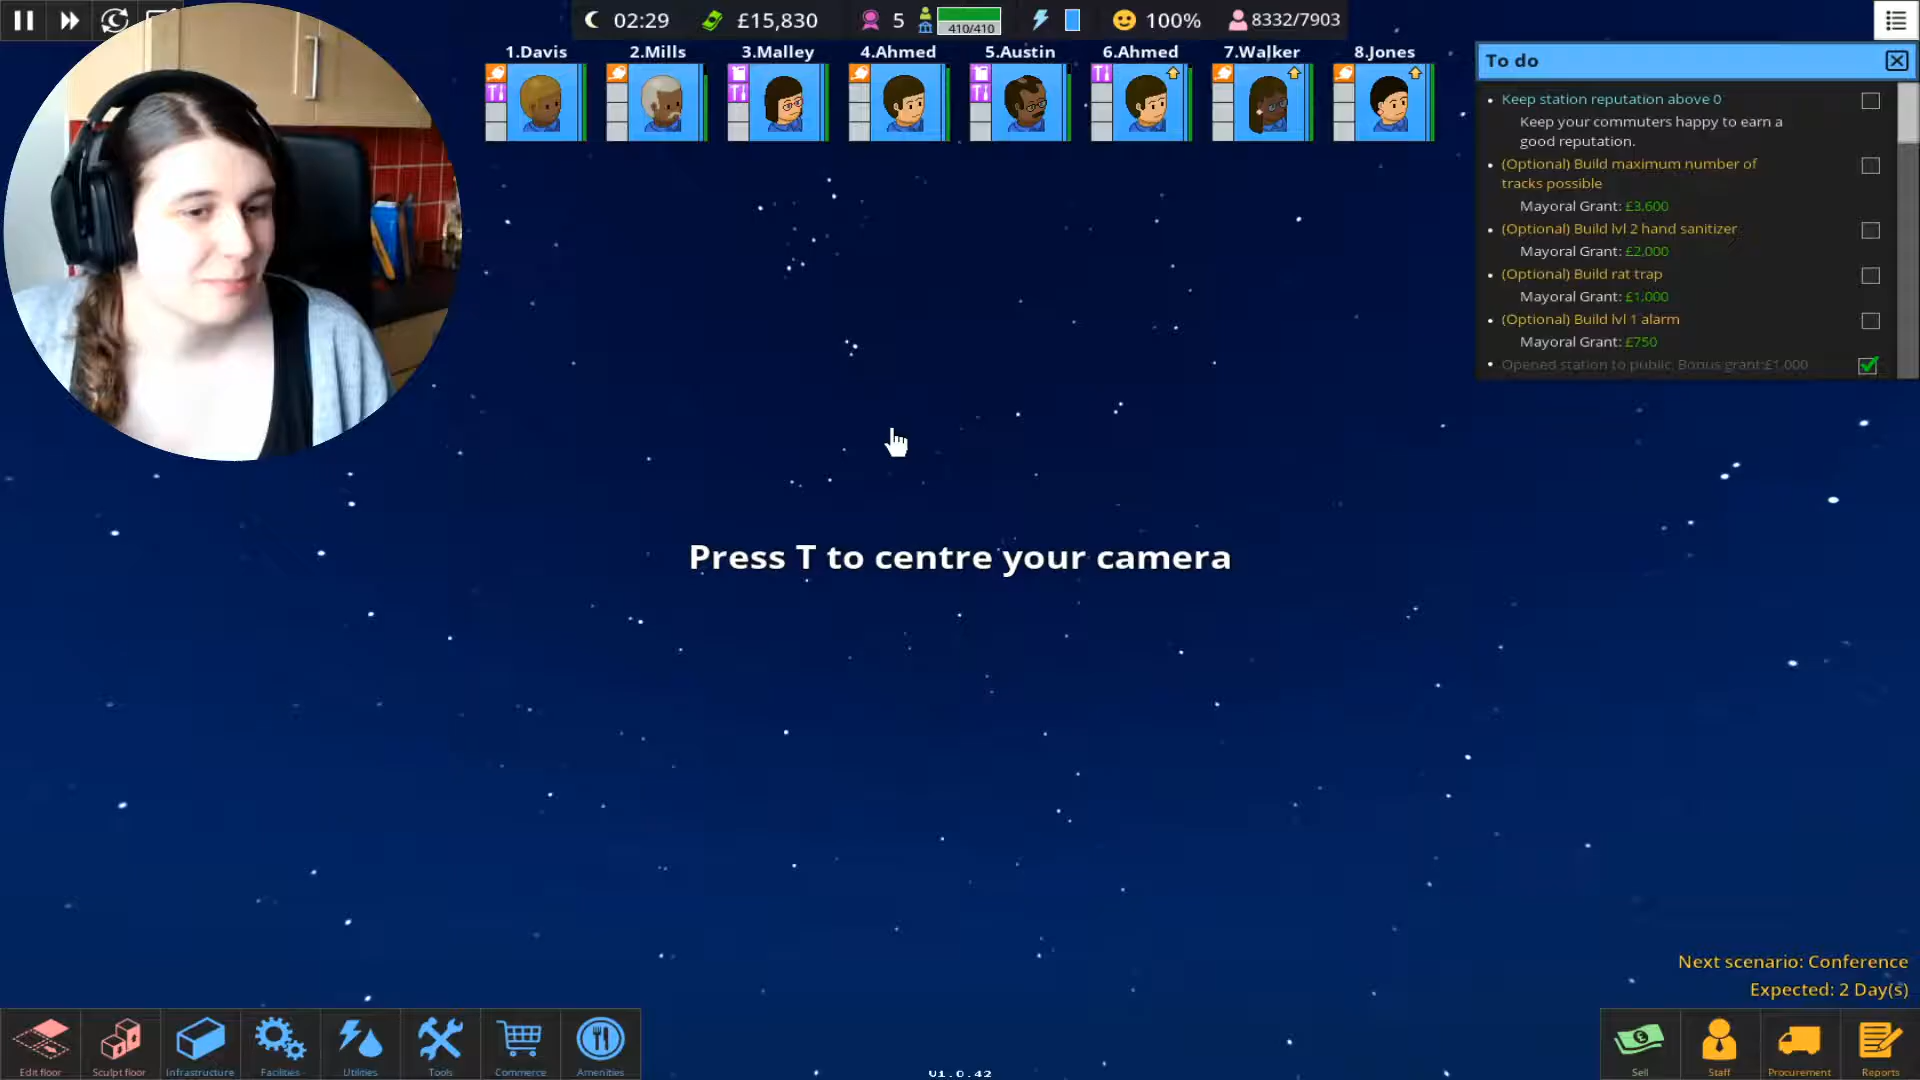 02:29
£15,830
5
410/410
100%
8332/7903
1.Davis
2.Mills
3.Malley
4.Ahmed
5.Austin
6.Ahmed
7.Walker
8.Jones
To do
Keep station reputation above 0
Keep your commuters happy to earn a
good reputation.
(Optional) Build maximum number of
tracks possible
Mayoral Grant: £3,600
(Optional) Build lvl 2 hand sanitizer
Mayoral Grant: £2,000
(Optional) Build rat trap
Mayoral Grant: £1,000
(Optional) Build lvl 1 alarm
Mayoral Grant: £750
Opened station to public. Bonus grant:£1,000
Press T to centre your camera
Next scenario: Conference
Expected: 2 Day(s)
Edit floor
Sculpt floor
Infrastructure
Facilities
Utilities
Tools
Commerce
Amenities
v1.0.42
Sell
Staff
Procurement
Reports